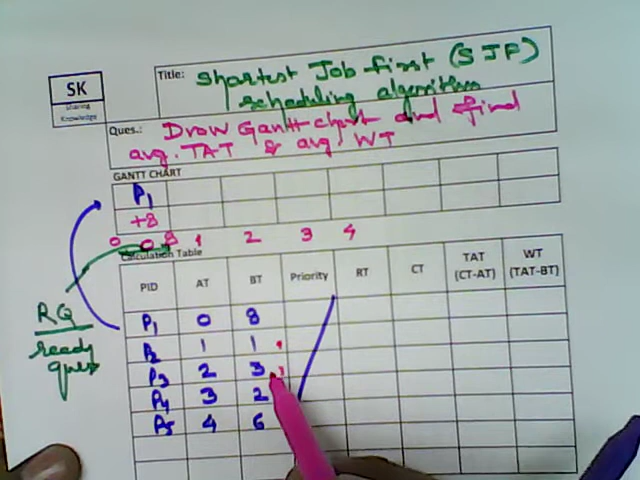 SK
Sharing
Knowledge
Title: Shortest Job first (SJF)
scheduling algorithm
Ques.: Draw Gantt chart and find
avg. TAT & avg. WT
GANTT CHART
P1
+8
0 0 8 1 2 3 4
Calculation Table
PID AT BT Priority RT CT TAT (CT-AT) WT (TAT-BT)
P1 0 8
P2 1 1
P3 2 3
P4 3 2
P5 4 6
RQ
ready
queue